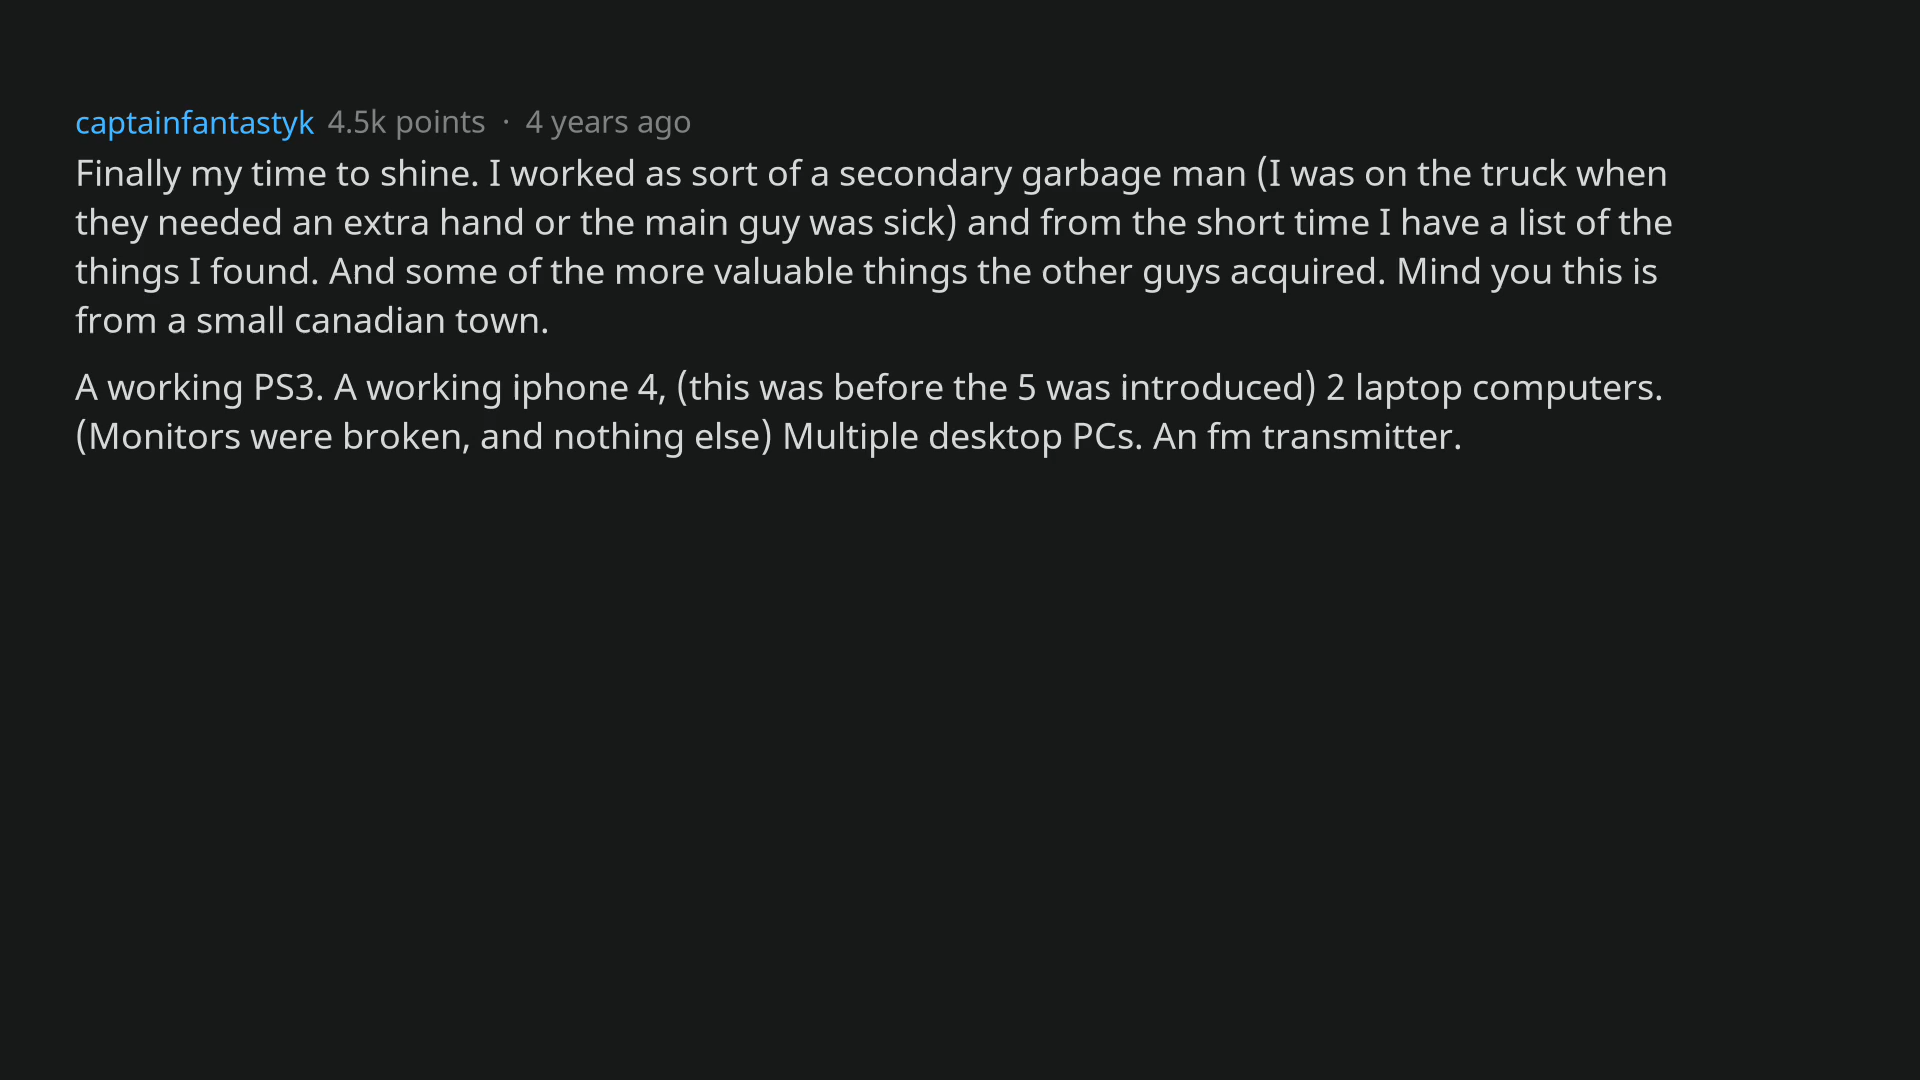 captainfantastyk 4.5k points · 4 years ago
Finally my time to shine. I worked as sort of a secondary garbage man (I was on the truck when
they needed an extra hand or the main guy was sick) and from the short time I have a list of the
things I found. And some of the more valuable things the other guys acquired. Mind you this is
from a small canadian town.
A working PS3. A working iphone 4, (this was before the 5 was introduced) 2 laptop computers.
(Monitors were broken, and nothing else) Multiple desktop PCs. An fm transmitter.